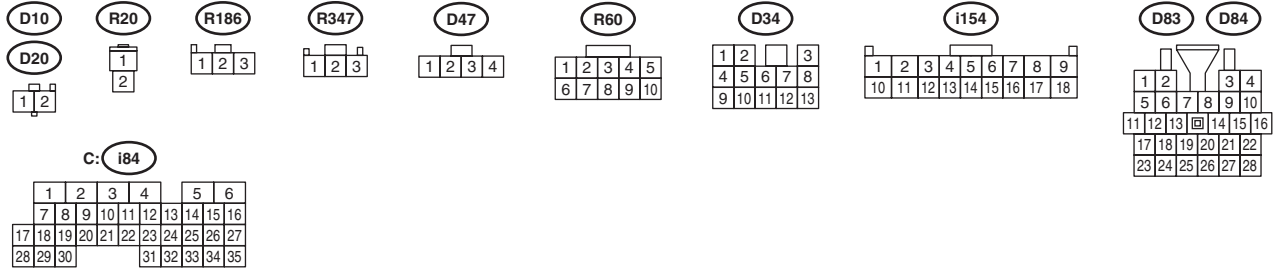 D10
D20
1 2
R20
1
2
R186
1 2 3
R347
1 2 3
D47
1 2 3 4
R60
1 2 3 4 5
6 7 8 9 10
D34
1 2 3
4 5 6 7 8
9 10 11 12 13
i154
1 2 3 4 5 6 7 8 9
10 11 12 13 14 15 16 17 18
D83 D84
1 2 3 4
5 6 7 8 9 10
11 12 13 14 15 16
17 18 19 20 21 22
23 24 25 26 27 28
C: i84
1 2 3 4 5 6
7 8 9 10 11 12 13 14 15 16
17 18 19 20 21 22 23 24 25 26 27
28 29 30 31 32 33 34 35